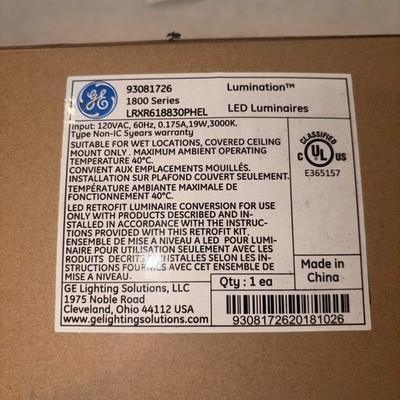 93081726 Lumination™
1800 Series LED Luminaires
LRXR618830PHEL
Input: 120VAC, 60Hz, 0.175A,19W,3000K.
Type Non-IC 5years warranty
SUITABLE FOR WET LOCATIONS, COVERED CEILING
MOUNT ONLY . MAXIMUM AMBIENT OPERATING
TEMPERATURE 40°C.
CONVIENT AUX EMPLACEMENTS MOUILLÉS.
INSTALLATION SUR PLAFOND COUVERT SEULEMENT.
TEMPÉRATURE AMBIANTE MAXIMALE DE
FONCTIONNEMENT 40°C.
LED RETROFIT LUMINAIRE CONVERSION FOR USE
ONLY WITH PRODUCTS DESCRIBED AND IN-
STALLED IN ACCORDANCE WITH THE INSTRUC-
TIONS PROVIDED WITH THIS RETROFIT KIT.
ENSEMBLE DE MISE A NIVEAU A LED POUR LUMI-
NAIRE POUR UTILISATION SEULEMENT AVEC LES
PRODUITS DÉCRITS INSTALLÉS SELON LES IN-
STRUCTIONS FOURNIES AVEC CET ENSEMBLE DE
MISE A NIVEAU.
GE Lighting Solutions, LLC
1975 Noble Road
Cleveland, Ohio 44112 USA
www.gelightingsolutions.com
GE
CLASSIFIED
C UL US
E365157
Made in
China
Qty : 1 ea
9308172620181026